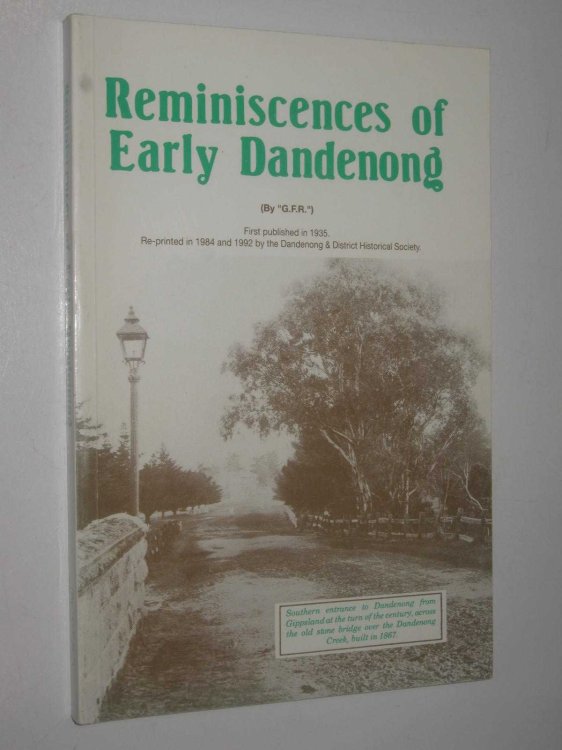 Reminiscences of
Early Dandenong
(By "G.F.R.")
First published in 1935.
Re-printed in 1984 and 1992 by the Dandenong & District Historical Society.
Southern entrance to Dandenong from
Gippsland at the turn of the century, across
the old stone bridge over the Dandenong
Creek, built in 1867.